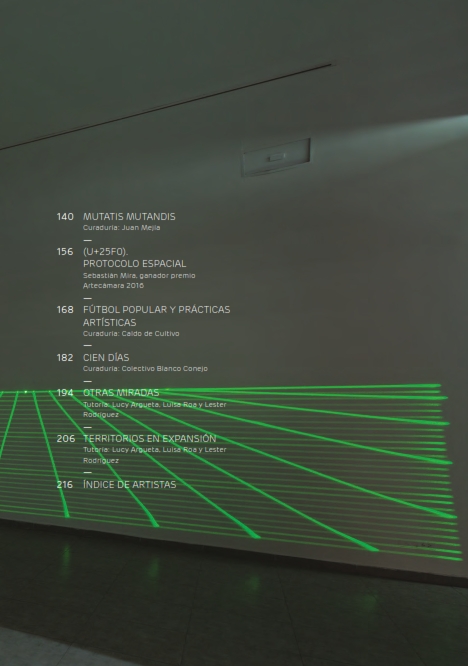 140 MUTATIS MUTANDIS
Curaduría: Juan Mejía
—
156 (U+25F0).
PROTOCOLO ESPACIAL
Sebastián Mira, ganador premio
Artecámara 2016
—
168 FÚTBOL POPULAR Y PRÁCTICAS
ARTÍSTICAS
Curaduría: Caldo de Cultivo
—
182 CIEN DÍAS
Curaduría: Colectivo Blanco Conejo
—
194 OTRAS MIRADAS
Tutoría: Lucy Argueta, Luisa Roa y Lester
Rodríguez
—
206 TERRITORIOS EN EXPANSIÓN
Tutoría: Lucy Argueta, Luisa Roa y Lester
Rodríguez
—
216 ÍNDICE DE ARTISTAS